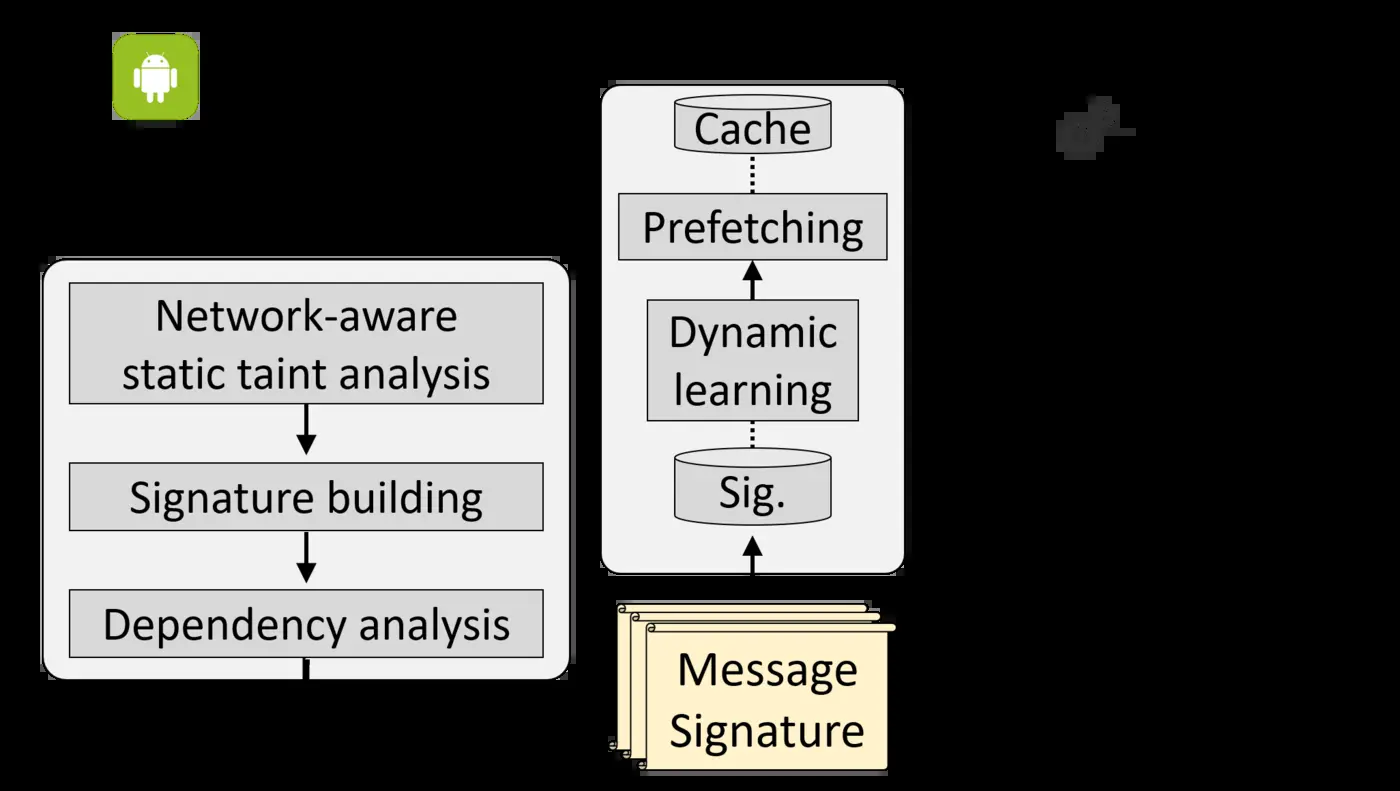 Network-aware
static taint analysis
Signature building
Dependency analysis
Cache
Prefetching
Dynamic
learning
Sig.
Message
Signature